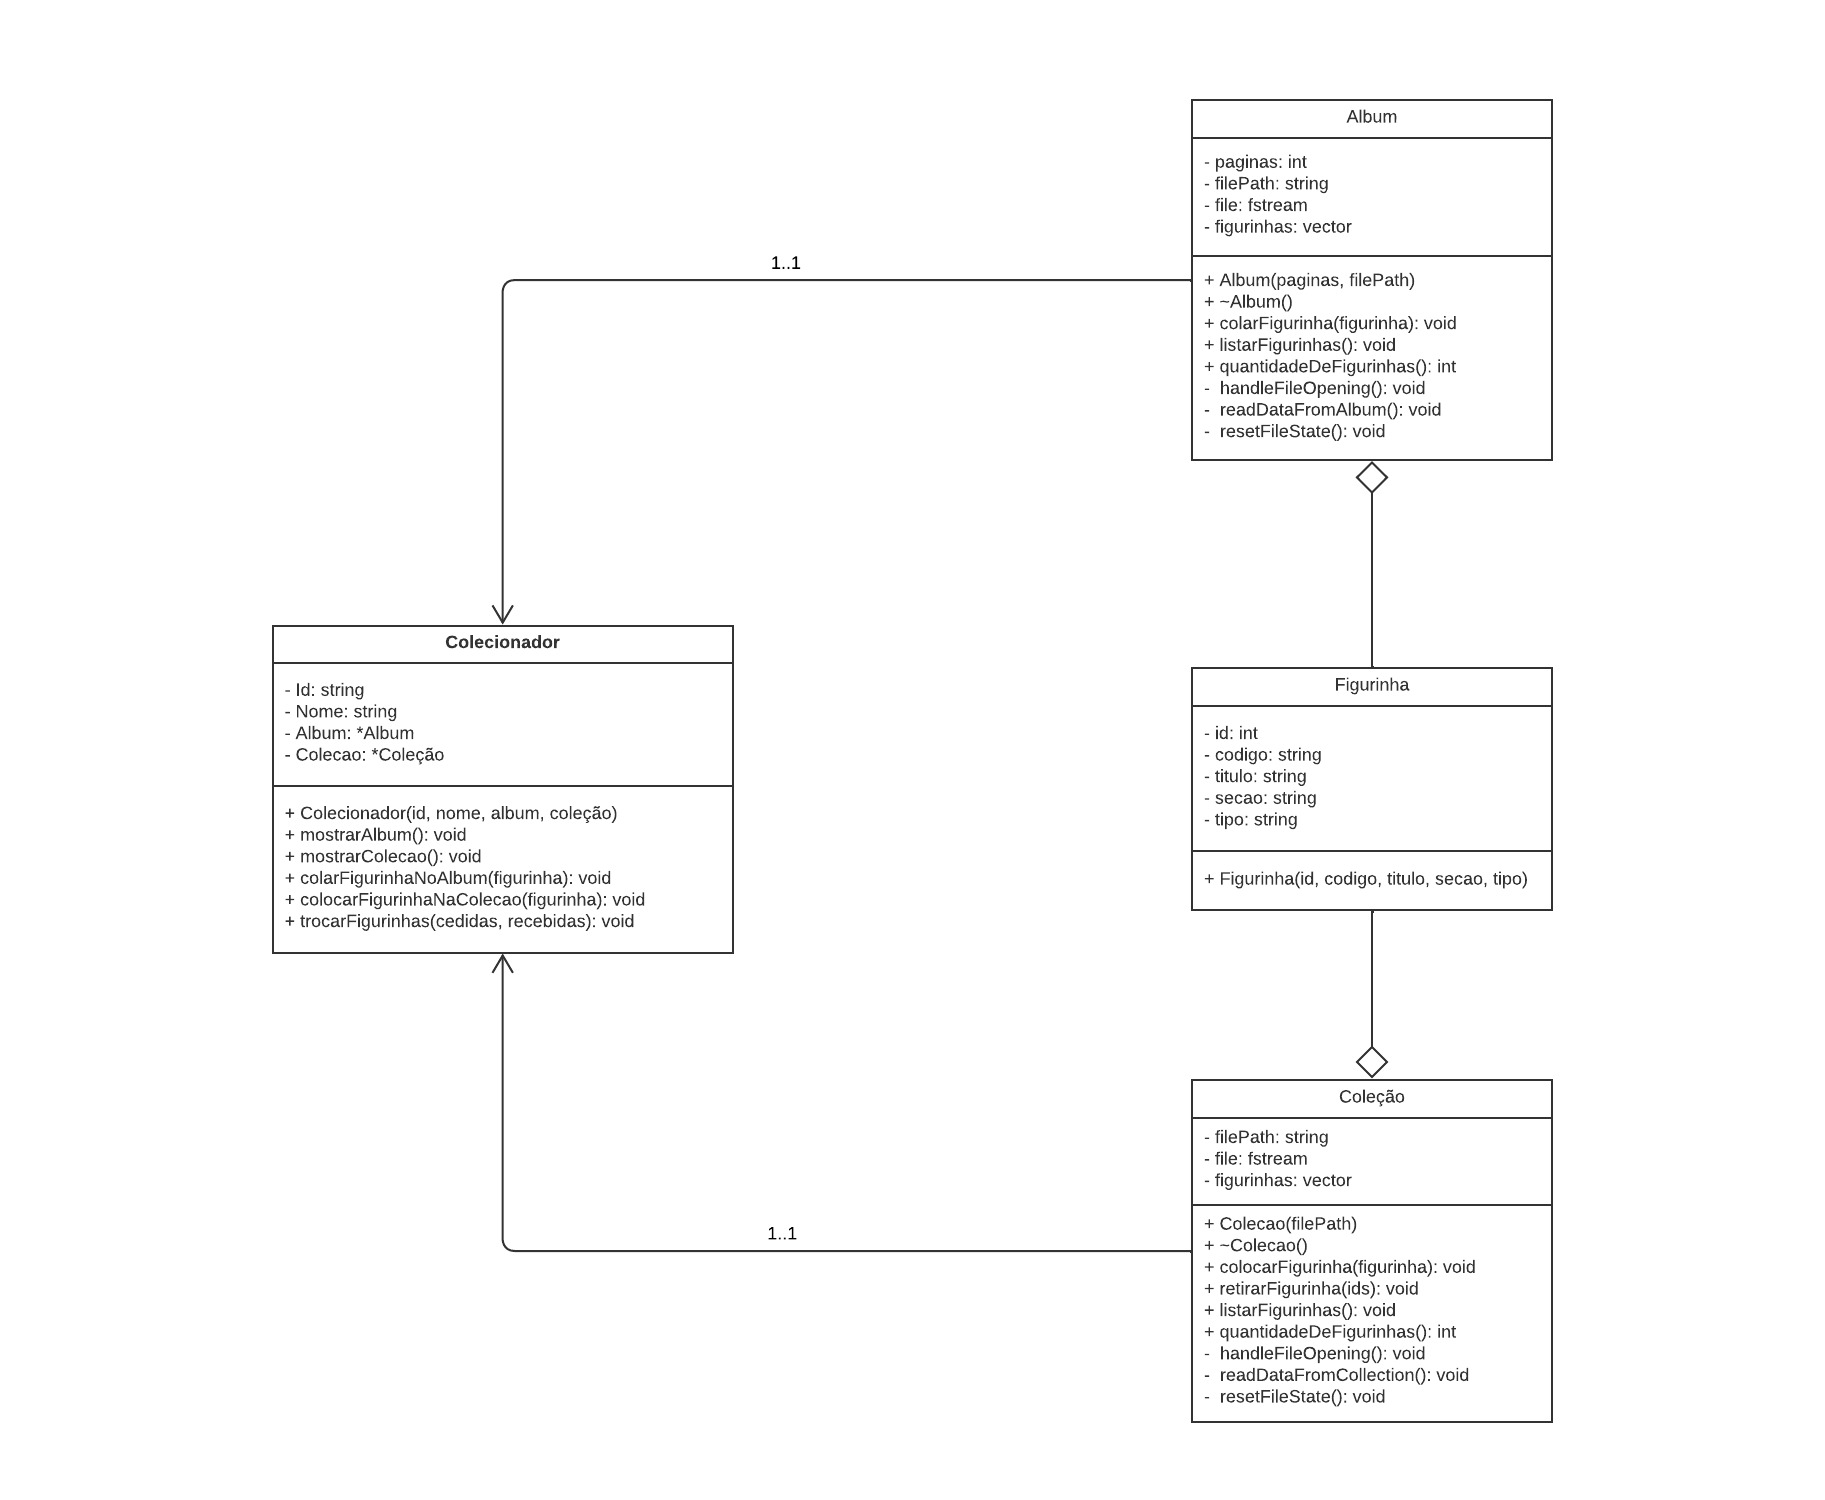 Album
- paginas: int
- filePath: string
- file: fstream
- figurinhas: vector
+ Album(paginas, filePath)
+ ~Album()
+ colarFigurinha(figurinha): void
+ listarFigurinhas(): void
+ quantidadeDeFigurinhas(): int
-  handleFileOpening(): void
-  readDataFromAlbum(): void
-  resetFileState(): void
1..1
Colecionador
- Id: string
- Nome: string
- Album: *Album
- Colecao: *Coleção
+ Colecionador(id, nome, album, coleção)
+ mostrarAlbum(): void
+ mostrarColecao(): void
+ colarFigurinhaNoAlbum(figurinha): void
+ colocarFigurinhaNaColecao(figurinha): void
+ trocarFigurinhas(cedidas, recebidas): void
Figurinha
- id: int
- codigo: string
- titulo: string
- secao: string
- tipo: string
+ Figurinha(id, codigo, titulo, secao, tipo)
1..1
Coleção
- filePath: string
- file: fstream
- figurinhas: vector
+ Colecao(filePath)
+ ~Colecao()
+ colocarFigurinha(figurinha): void
+ retirarFigurinha(ids): void
+ listarFigurinhas(): void
+ quantidadeDeFigurinhas(): int
-  handleFileOpening(): void
-  readDataFromCollection(): void
-  resetFileState(): void